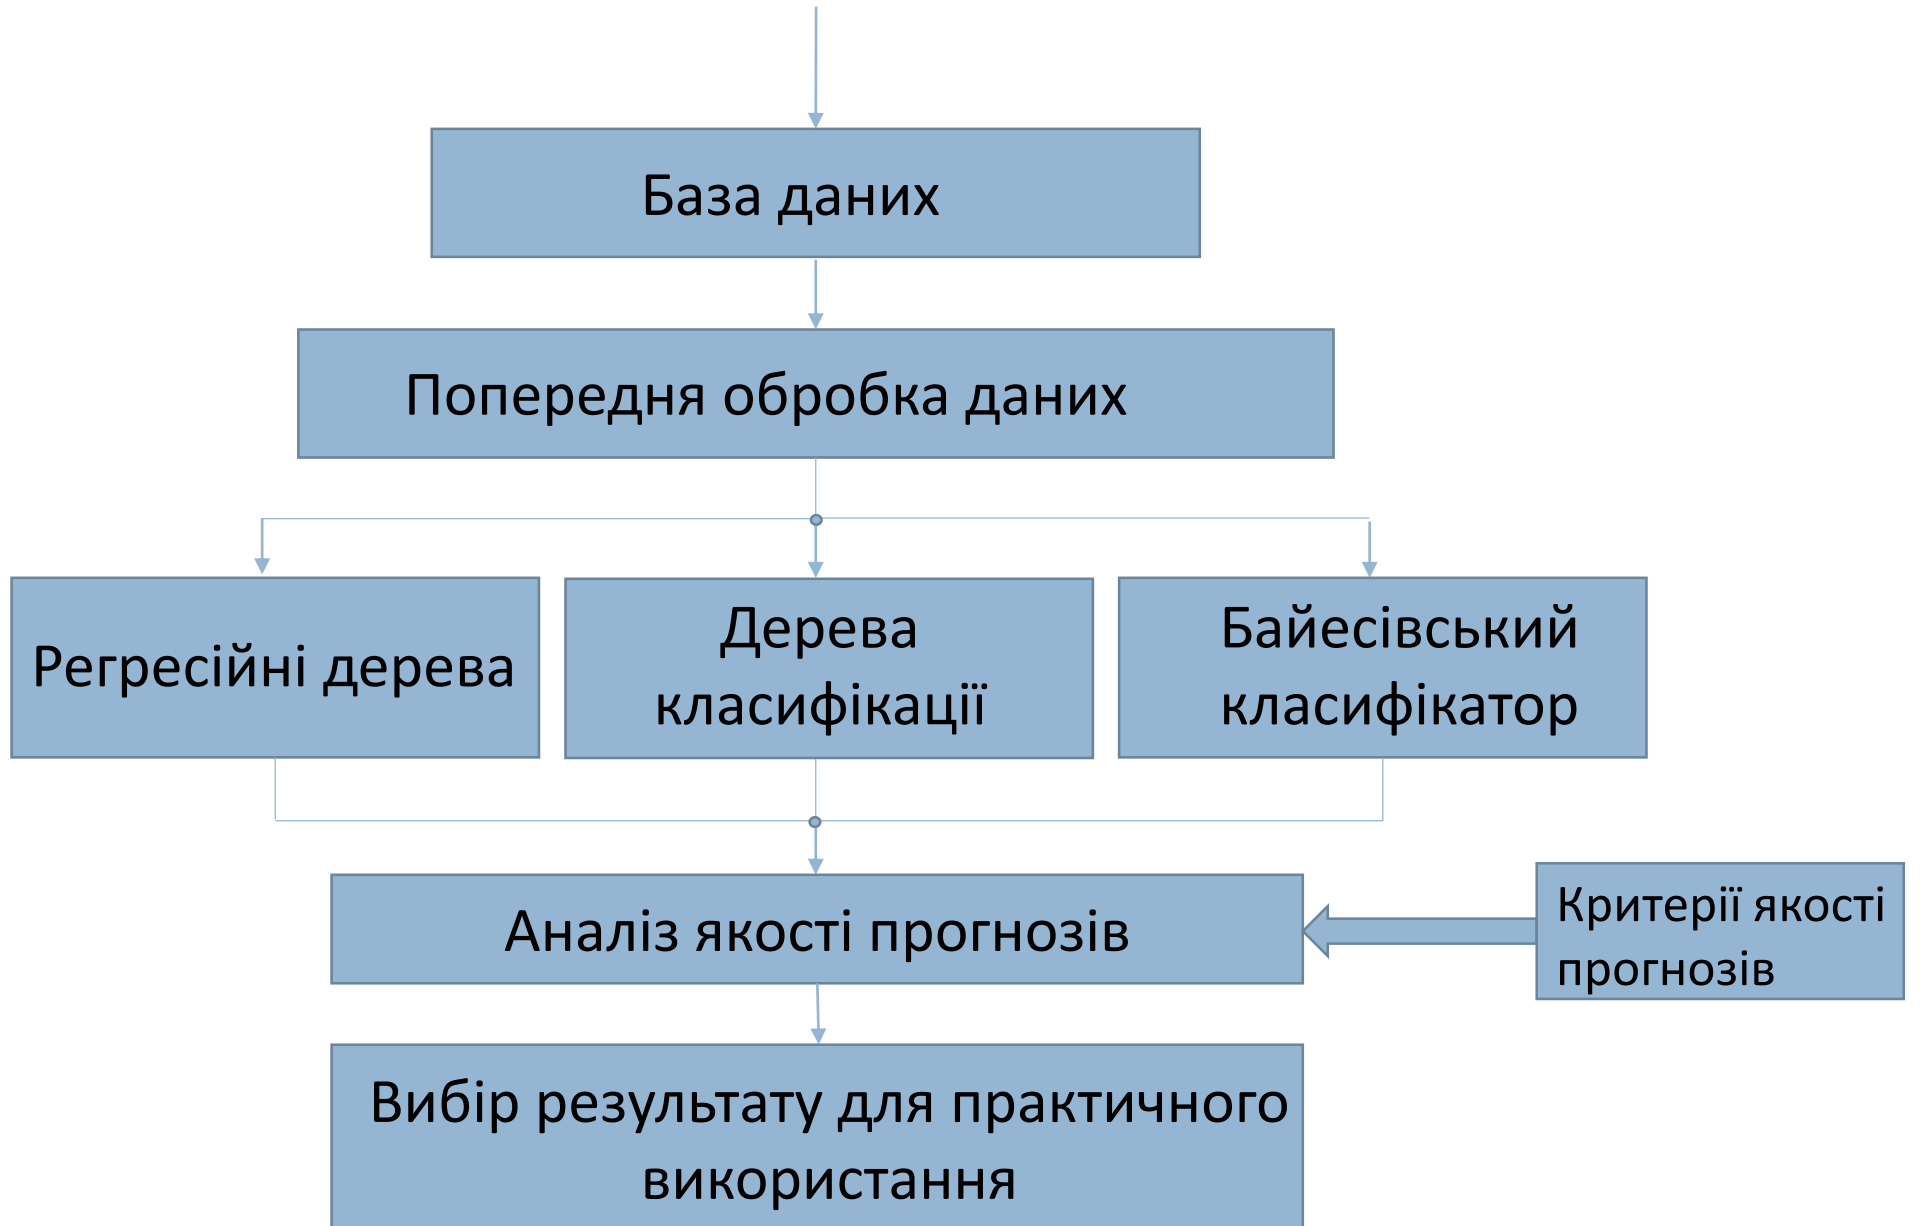 База даних
Попередня обробка даних
Регресійні дерева
Дерева
класифікації
Байесівський
класифікатор
Аналіз якості прогнозів
Критерії якості
прогнозів
Вибір результату для практичного
використання